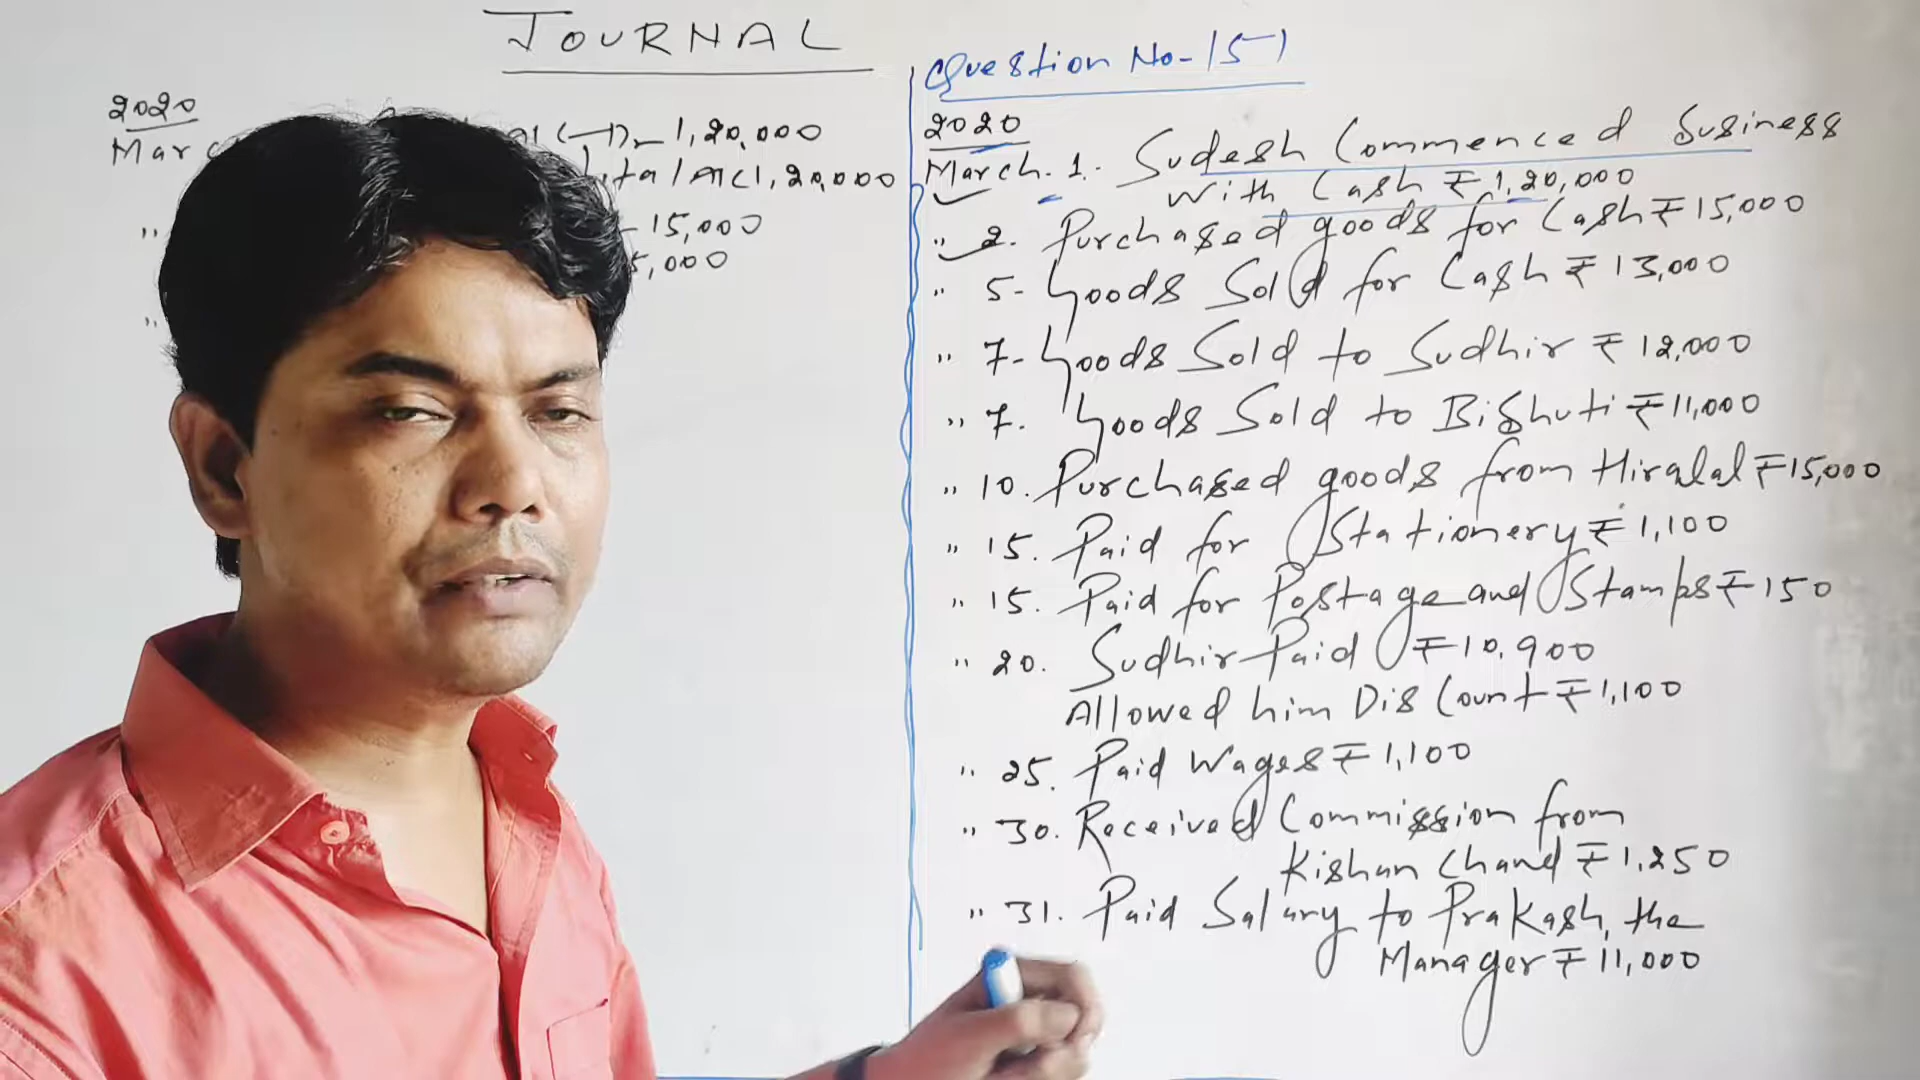 JOURNAL
2020
Marc
A/C(—)Dr 1,20,000
ital A/C 1,20,000
" 15,000
5,000
"
Question No-15)
2020
March. 1. Sudesh Commenced Business
With Cash ₹ 1,20,000
" 2. Purchased goods for Cash ₹ 15,000
" 5- Goods Sold for Cash ₹ 13,000
" 7- Goods Sold to Sudhir ₹ 12,000
" 7. Goods Sold to Bibhuti ₹ 11,000
" 10. Purchased goods from Hiralal ₹ 15,000
" 15. Paid for Stationery ₹ 1,100
" 15. Paid for Postage and Stamps ₹ 150
" 20. Sudhir Paid ₹ 10,900
Allowed him Discount ₹ 1,100
" 25. Paid Wages ₹ 1,100
" 30. Received Commission from
Kishan Chand ₹ 1,250
" 31. Paid Salary to Prakash, the
Manager ₹ 11,000